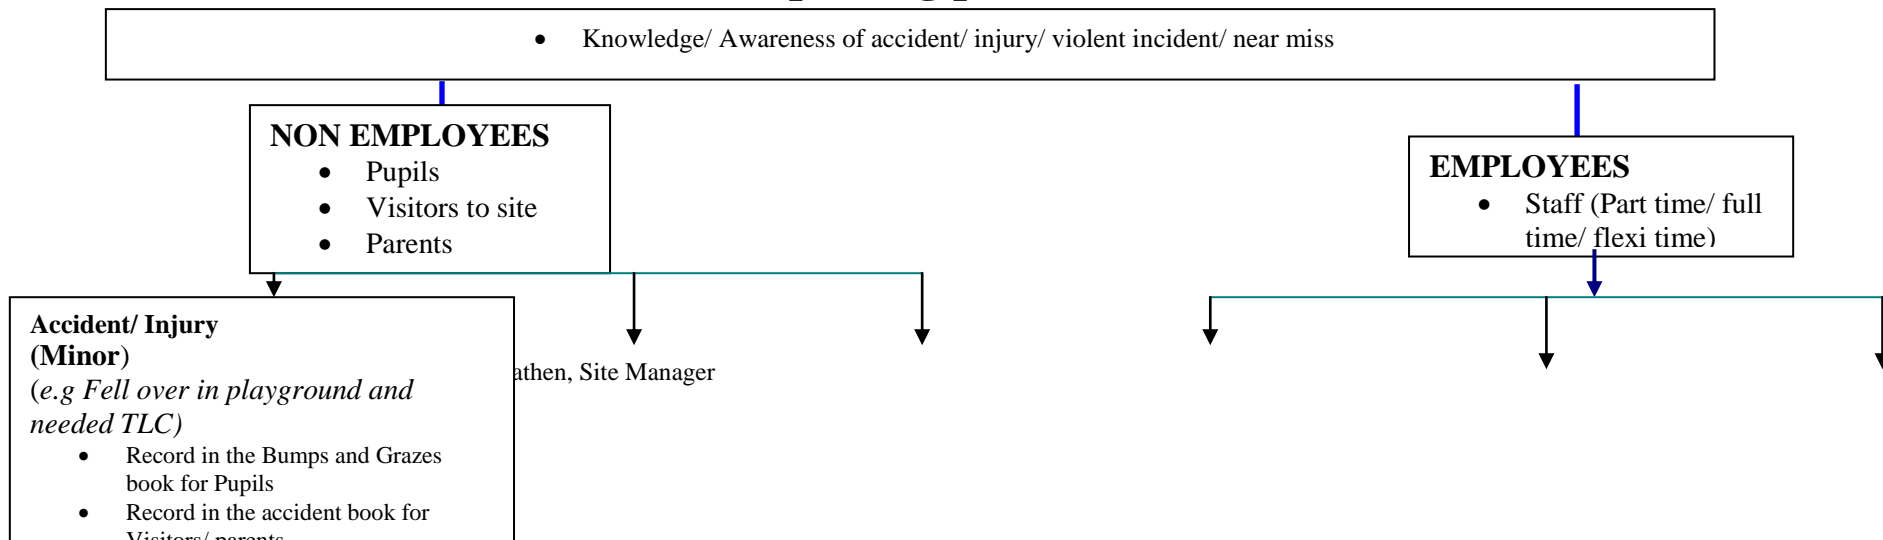 • Knowledge/ Awareness of accident/ injury/ violent incident/ near miss
NON EMPLOYEES
• Pupils
• Visitors to site
• Parents
EMPLOYEES
• Staff (Part time/ full
time/ flexi time)
Accident/ Injury
(Minor)
(e.g Fell over in playground and
needed TLC)
• Record in the Bumps and Grazes
book for Pupils
• Record in the accident book for
Visitors/ parents
athen, Site Manager